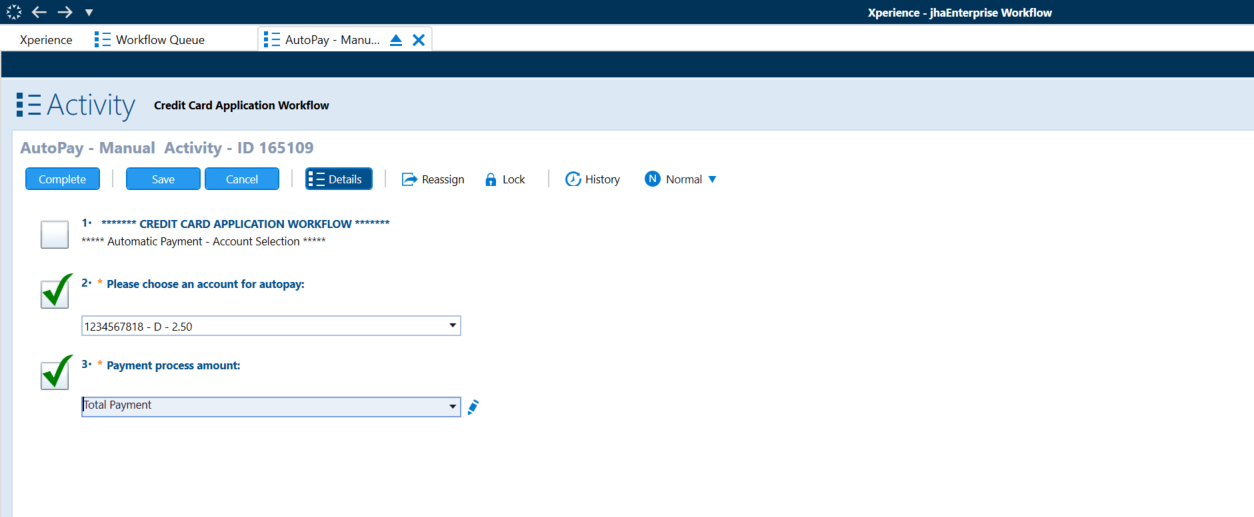 Xperience - jhaEnterprise Workflow
Xperience Workflow Queue AutoPay - Manu...
Activity Credit Card Application Workflow
AutoPay - Manual Activity - ID 165109
Complete Save Cancel Details Reassign Lock History N Normal
1. ******* CREDIT CARD APPLICATION WORKFLOW *******
***** Automatic Payment - Account Selection *****
2. * Please choose an account for autopay:
1234567818 - D - 2.50
3. * Payment process amount:
Total Payment